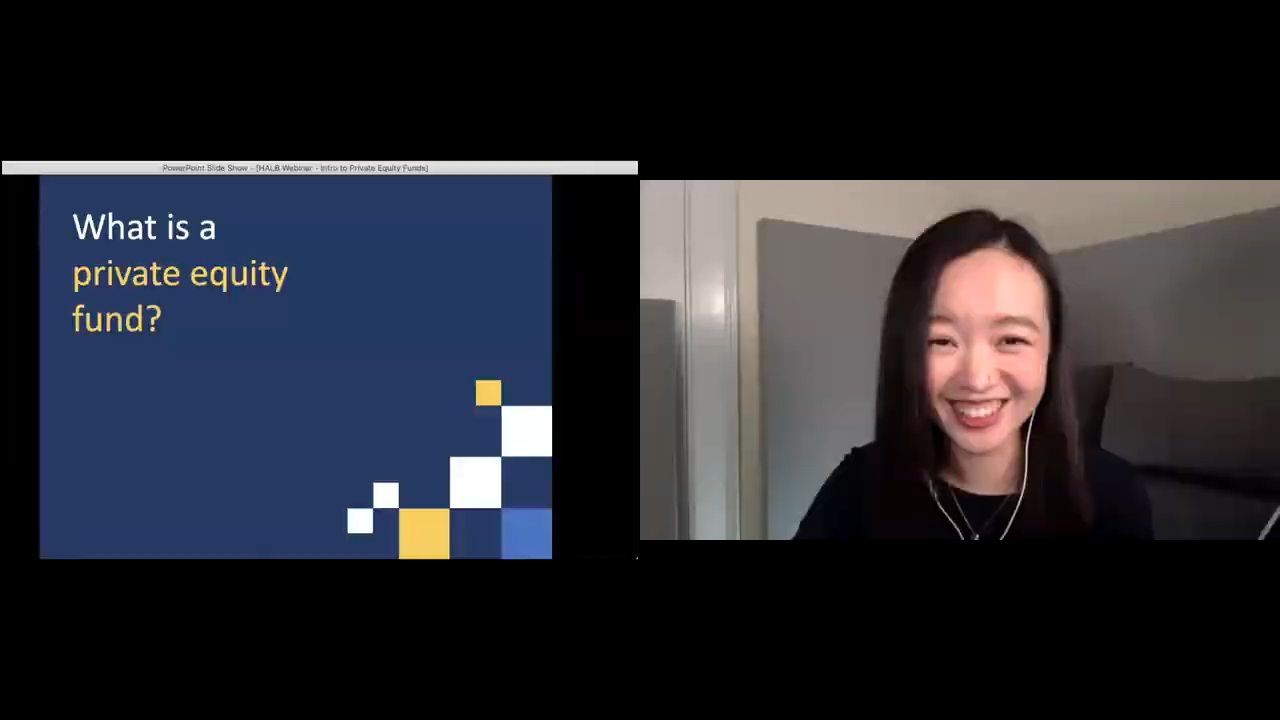 PowerPoint Slide Show - [HALB Webinar - Intro to Private Equity Funds]
What is a
private equity
fund?